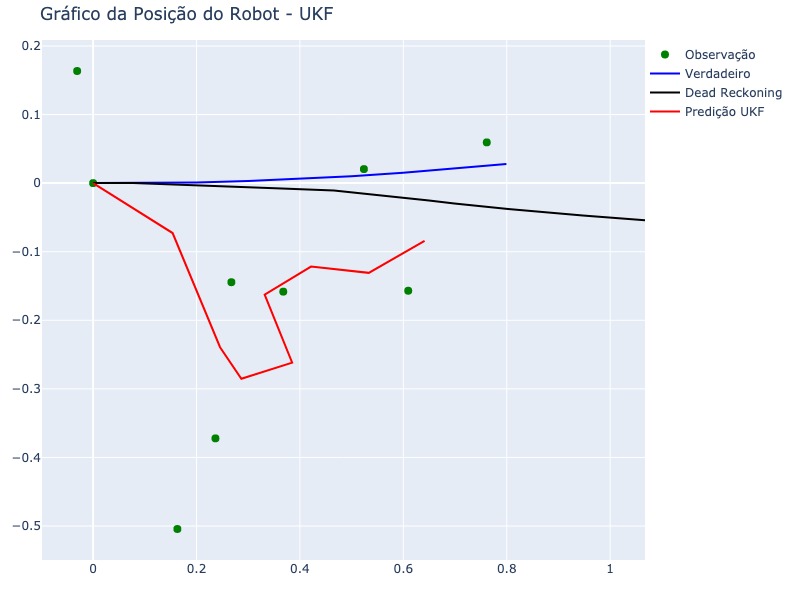 Gráfico da Posição do Robot - UKF
0.2
0.1
0
−0.1
−0.2
−0.3
−0.4
−0.5
0
0.2
0.4
0.6
0.8
1
Observação
Verdadeiro
Dead Reckoning
Predição UKF